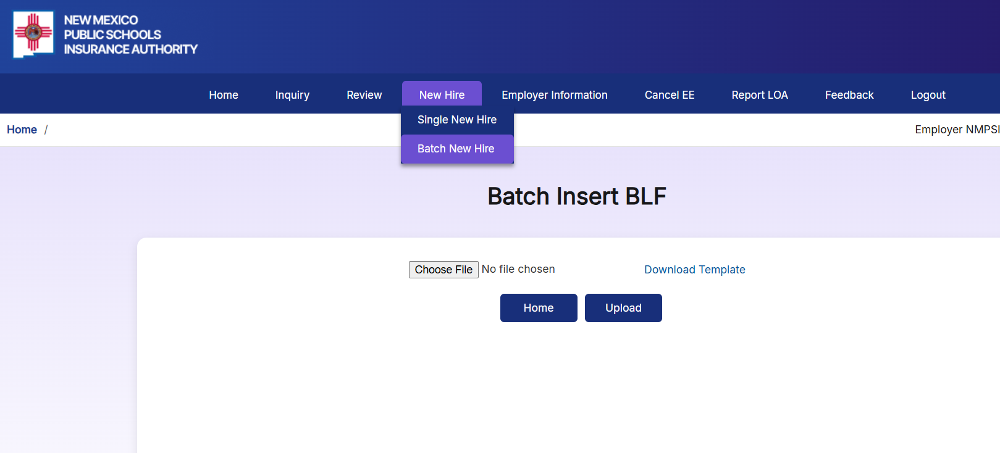 NEW MEXICO
PUBLIC SCHOOLS
INSURANCE AUTHORITY
Home Inquiry Review New Hire Employer Information Cancel EE Report LOA Feedback Logout
Single New Hire
Batch New Hire
Home / Employer NMPSI
Batch Insert BLF
Choose File No file chosen Download Template
Home Upload